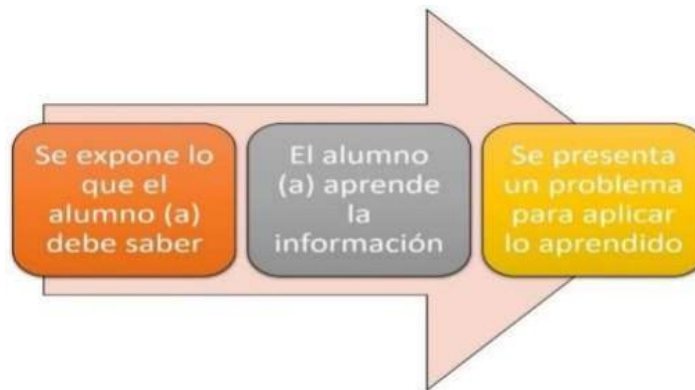 Se expone lo
que el
alumno (a)
debe saber
El alumno
(a) aprende
la
información
Se presenta
un problema
para aplicar
lo aprendido